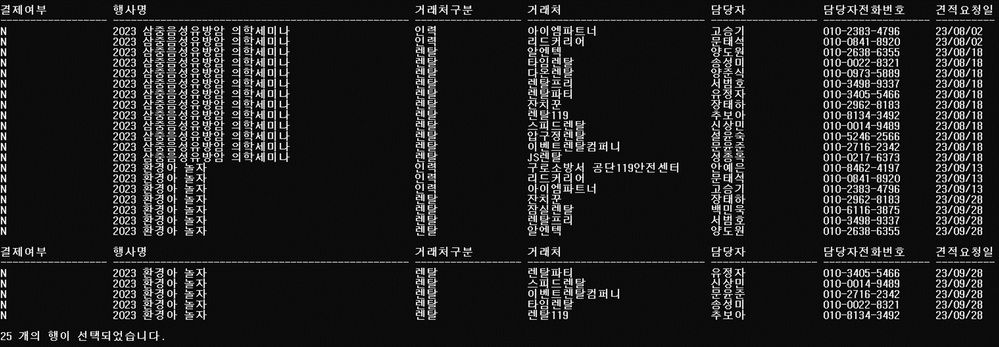 결제여부 행사명 거래처구분 거래처 담당자 담당자전화번호 견적요청일
------------------ -------------------------------------------------- ------------------ ------------------------------ ------------------ ------------------ ----------
N 2023 삼중음성유방암 의학세미나 인력 아이엠파트너 고승기 010-2383-4796 23/08/02
N 2023 삼중음성유방암 의학세미나 인력 리드커리어 문태석 010-0841-8920 23/08/02
N 2023 삼중음성유방암 의학세미나 렌탈 알엔텍 양도원 010-2638-6355 23/08/18
N 2023 삼중음성유방암 의학세미나 렌탈 타임렌탈 송성미 010-0022-8321 23/08/18
N 2023 삼중음성유방암 의학세미나 렌탈 다온렌탈 양준식 010-0973-5889 23/08/18
N 2023 삼중음성유방암 의학세미나 렌탈 렌탈프리 서범호 010-3498-9337 23/08/18
N 2023 삼중음성유방암 의학세미나 렌탈 렌탈파티 유정자 010-3405-5466 23/08/18
N 2023 삼중음성유방암 의학세미나 렌탈 잔치꾼 장태하 010-2962-8183 23/08/18
N 2023 삼중음성유방암 의학세미나 렌탈 렌탈119 추보아 010-8134-3492 23/08/18
N 2023 삼중음성유방암 의학세미나 렌탈 스피드렌탈 신상민 010-0014-9489 23/08/18
N 2023 삼중음성유방암 의학세미나 렌탈 압구정렌탈 설윤숙 010-5246-2566 23/08/18
N 2023 삼중음성유방암 의학세미나 렌탈 이벤트렌탈컴퍼니 문윤준 010-2716-2342 23/08/18
N 2023 삼중음성유방암 의학세미나 렌탈 JS렌탈 성종목 010-0217-6373 23/08/18
N 2023 환경아 놀자 인력 구로소방서 공단119안전센터 안예은 010-8462-4197 23/09/13
N 2023 환경아 놀자 인력 리드커리어 문태석 010-0841-8920 23/09/13
N 2023 환경아 놀자 인력 아이엠파트너 고승기 010-2383-4796 23/09/13
N 2023 환경아 놀자 렌탈 잔치꾼 장태하 010-2962-8183 23/09/28
N 2023 환경아 놀자 렌탈 잠실렌탈 백민욱 010-6116-3875 23/09/28
N 2023 환경아 놀자 렌탈 렌탈프리 서범호 010-3498-9337 23/09/28
N 2023 환경아 놀자 렌탈 알엔텍 양도원 010-2638-6355 23/09/28
결제여부 행사명 거래처구분 거래처 담당자 담당자전화번호 견적요청일
------------------ -------------------------------------------------- ------------------ ------------------------------ ------------------ ------------------ ----------
N 2023 환경아 놀자 렌탈 렌탈파티 유정자 010-3405-5466 23/09/28
N 2023 환경아 놀자 렌탈 스피드렌탈 신상민 010-0014-9489 23/09/28
N 2023 환경아 놀자 렌탈 이벤트렌탈컴퍼니 문윤준 010-2716-2342 23/09/28
N 2023 환경아 놀자 렌탈 타임렌탈 송성미 010-0022-8321 23/09/28
N 2023 환경아 놀자 렌탈 렌탈119 추보아 010-8134-3492 23/09/28
25 개의 행이 선택되었습니다.